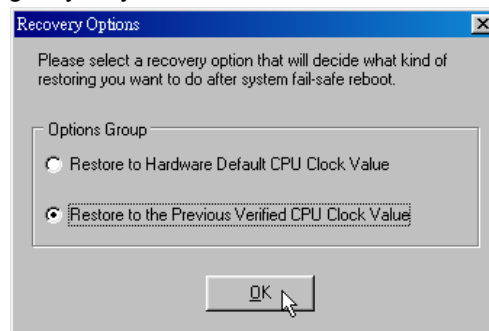 Recovery Options
Please select a recovery option that will decide what kind of
restoring you want to do after system fail-safe reboot.
Options Group
Restore to Hardware Default CPU Clock Value
Restore to the Previous Verified CPU Clock Value
OK